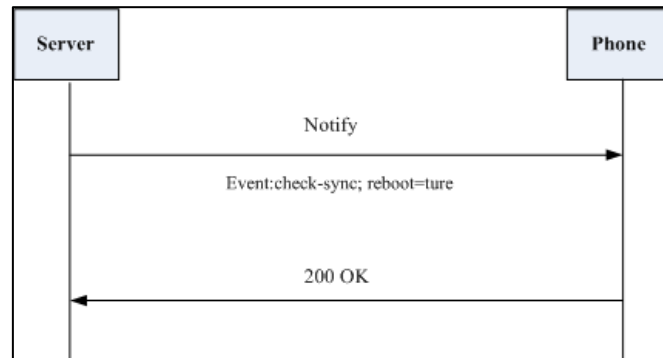 Server
Phone
Notify
Event:check-sync; reboot=ture
200 OK